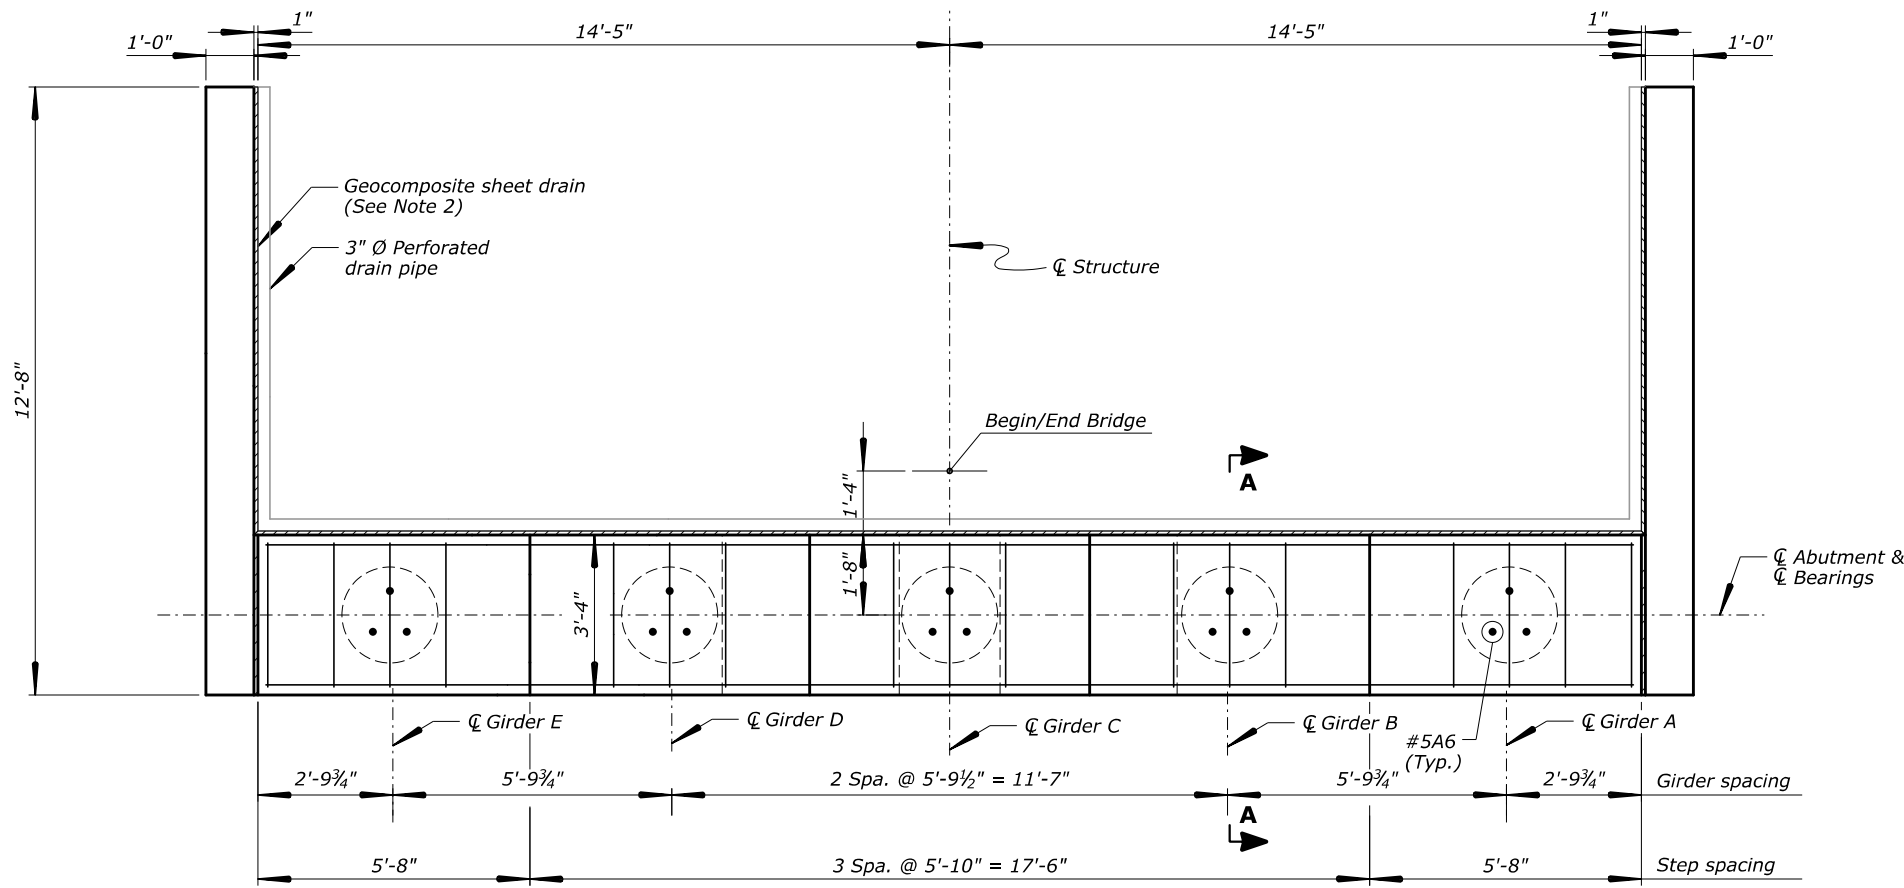 1"
14'-5"
14'-5"
1"
1'-0"
1'-0"
12'-8"
Geocomposite sheet drain
(See Note 2)
3" Ø Perforated
drain pipe
℄ Structure
Begin/End Bridge
1'-4"
A
1'-8"
3'-4"
℄ Abutment &
℄ Bearings
℄ Girder E
℄ Girder D
℄ Girder C
℄ Girder B
℄ Girder A
#5A6
(Typ.)
2'-9¾"
5'-9¾"
2 Spa. @ 5'-9½" = 11'-7"
5'-9¾"
2'-9¾"
Girder spacing
A
5'-8"
3 Spa. @ 5'-10" = 17'-6"
5'-8"
Step spacing